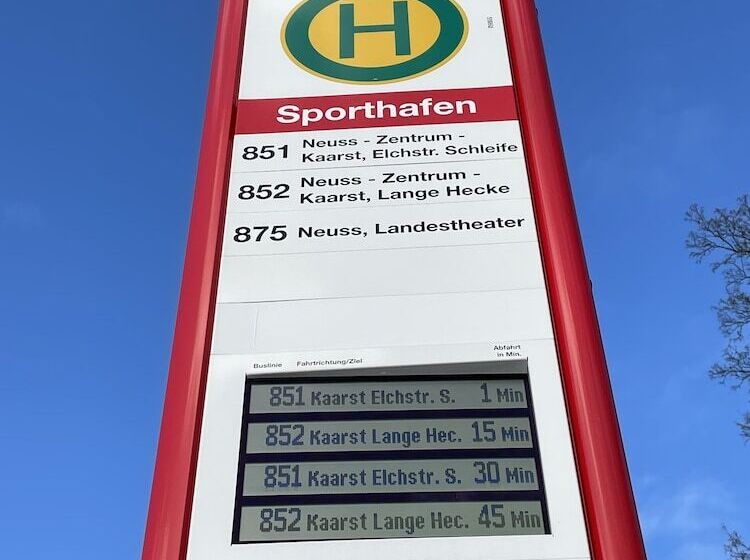 H
Sporthafen
851 Neuss - Zentrum -
Kaarst, Elchstr. Schleife
852 Neuss - Zentrum -
Kaarst, Lange Hecke
875 Neuss, Landestheater
Buslinie Fahrtrichtung/Ziel Abfahrt
in Min.
851 Kaarst Elchstr. S. 1 Min
852 Kaarst Lange Hec. 15 Min
851 Kaarst Elchstr. S. 30 Min
852 Kaarst Lange Hec. 45 Min